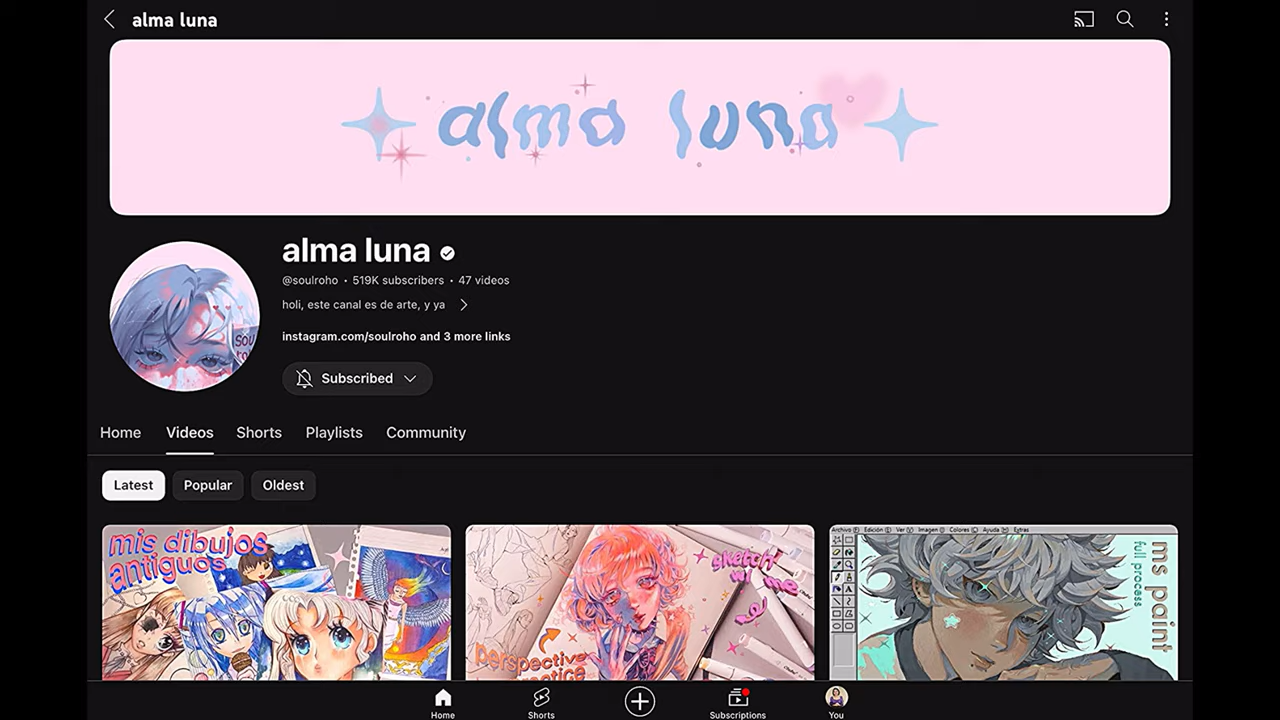 alma luna
alma luna
alma luna
@soulroho • 519K subscribers • 47 videos
holi, este canal es de arte, y ya
instagram.com/soulroho and 3 more links
Subscribed
Home Videos Shorts Playlists Community
Latest Popular Oldest
mis dibujos
antiguos
sketch
w/ me
perspective
practice
Archivo Edición Ver Imagen Colores Ayuda Extras
ms paint
full process
Home Shorts Subscriptions You